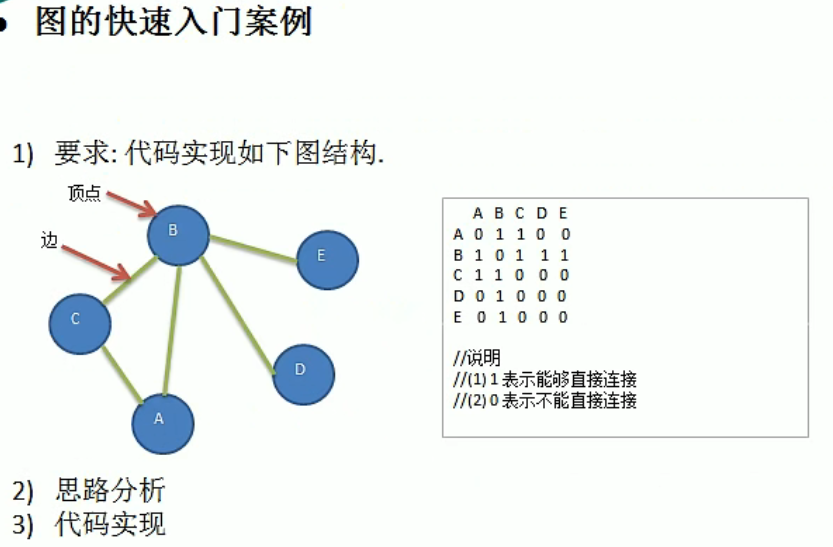 • 图的快速入门案例
1) 要求: 代码实现如下图结构.
顶点
边
B
E
C
D
A
A B C D E
A 0 1 1 0 0
B 1 0 1 1 1
C 1 1 0 0 0
D 0 1 0 0 0
E 0 1 0 0 0
//说明
//(1) 1 表示能够直接连接
//(2) 0 表示不能直接连接
2) 思路分析
3) 代码实现